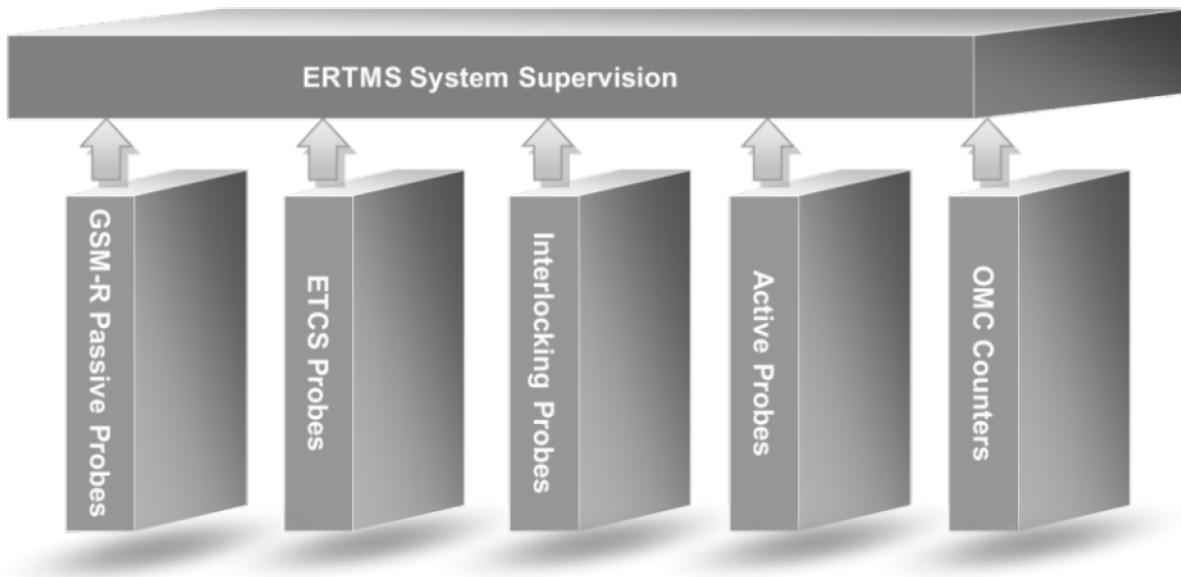 ERTMS System Supervision
GSM-R Passive Probes
ETCS Probes
Interlocking Probes
Active Probes
OMC Counters